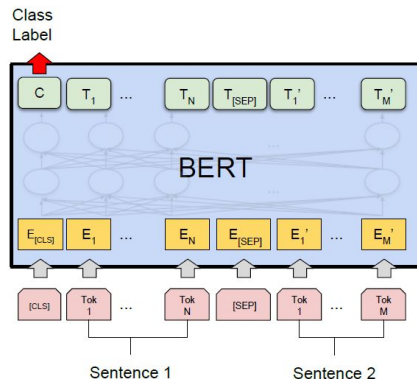 Class
Label
C T1 ... TN T[SEP] T1' ... TM'
...
BERT
...
E[CLS] E1 ... EN E[SEP] E1' ... EM'
[CLS] Tok 1 ... Tok N [SEP] Tok 1 ... Tok M
Sentence 1 Sentence 2